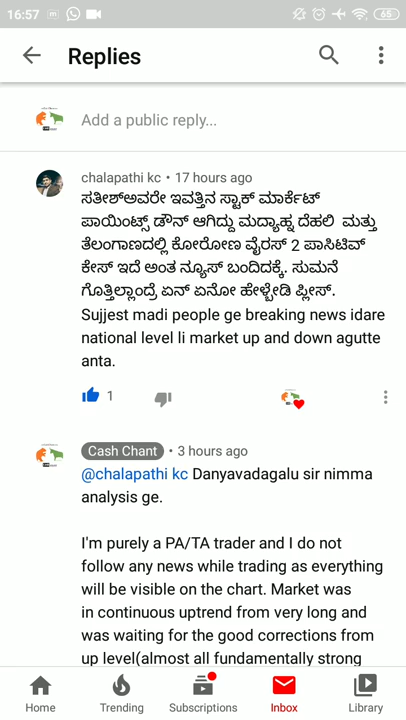 16:57
65
Replies
Add a public reply...
chalapathi kc • 17 hours ago
ಸತೀಶ್ಅವರೇ ಇವತ್ತಿನ ಸ್ಟಾಕ್ ಮಾರ್ಕೆಟ್
ಪಾಯಿಂಟ್ಸ್ ಡೌನ್ ಆಗಿದ್ದು ಮಧ್ಯಾಹ್ನ ದೆಹಲಿ ಮತ್ತು
ತೆಲಂಗಾಣದಲ್ಲಿ ಕೋರೋಣ ವೈರಸ್ 2 ಪಾಸಿಟಿವ್
ಕೇಸ್ ಇದೆ ಅಂತ ನ್ಯೂಸ್ ಬಂದಿದಕ್ಕೆ. ಸುಮನೆ
ಗೊತ್ತಿಲ್ಲಾಂದ್ರೆ ಏನ್ ಏನೋ ಹೇಳ್ಬೇಡಿ ಪ್ಲೀಸ್.
Sujjest madi people ge breaking news idare
national level li market up and down agutte
anta.
1
Cash Chant • 3 hours ago
@chalapathi kc Danyavadagalu sir nimma
analysis ge.
I'm purely a PA/TA trader and I do not
follow any news while trading as everything
will be visible on the chart. Market was
in continuous uptrend from very long and
was waiting for the good corrections from
up level(almost all fundamentally strong
Home Trending Subscriptions Inbox Library